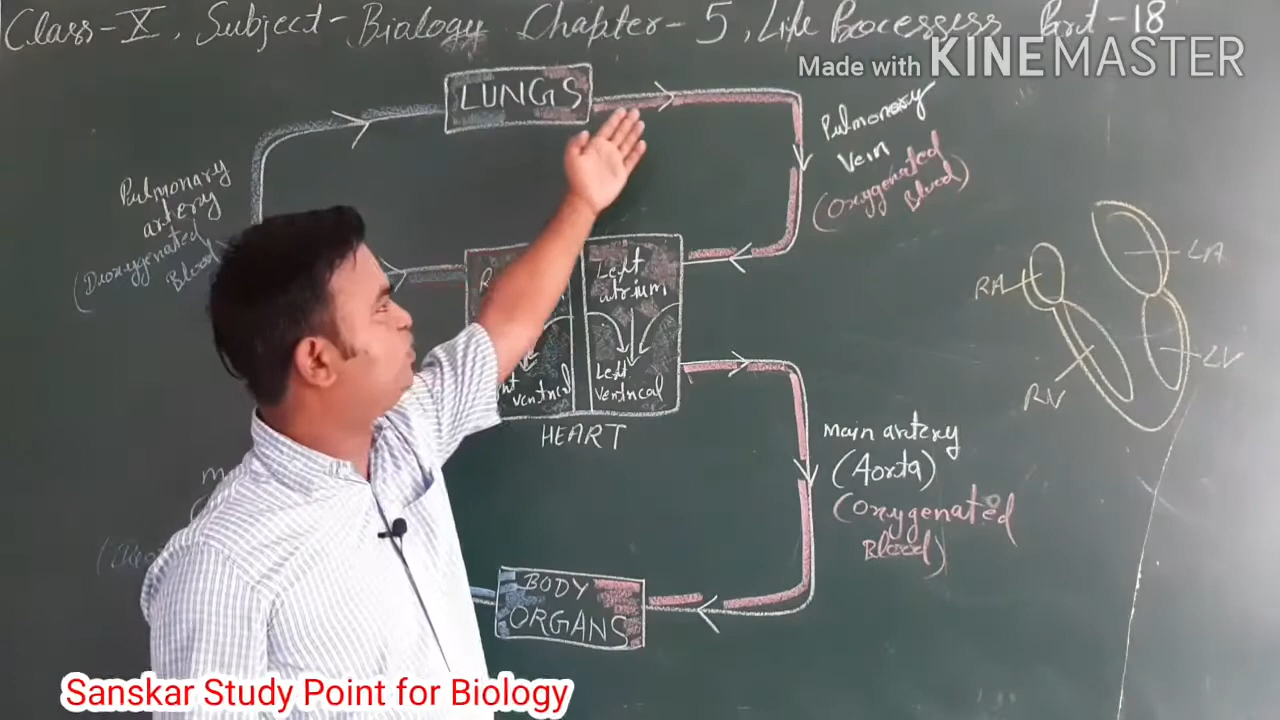 Class-X, Subject-Biology Chapter-5, Life Processess Part-18
Made with KINEMASTER
LUNGS
Pulmonary
vein
(Oxygenated
Blood)
Pulmonary
artery
(Deoxygenated
Blood)
Left
atrium
Left
ventrical
ventrical
HEART
RA
LA
RV
LV
Main artery
(Aorta)
(Oxygenated
Blood)
BODY
ORGANS
Sanskar Study Point for Biology